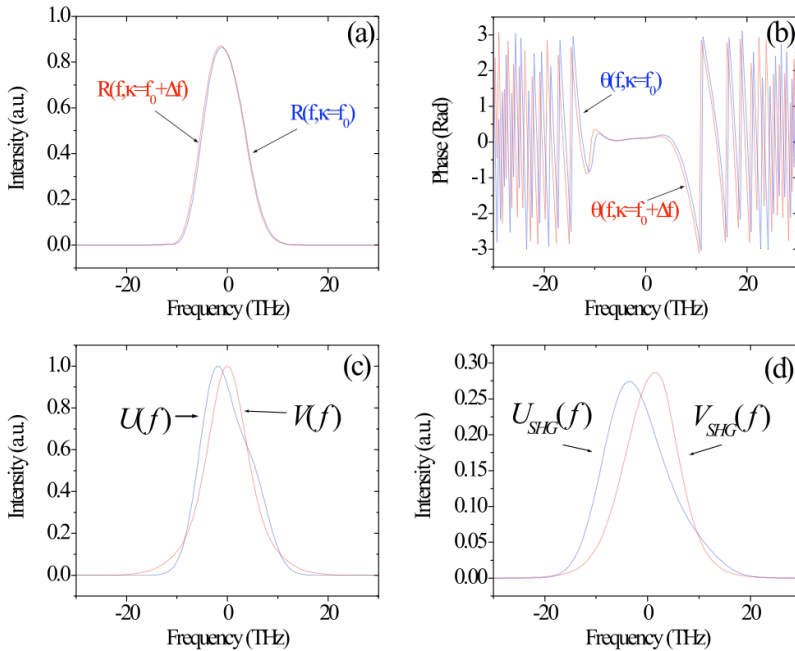 (a)
1.0
0.8
0.6
0.4
0.2
0.0
Intensity (a.u.)
R(f,κ=f₀+Δf)
R(f,κ=f₀)
-20 0 20
Frequency (THz)
(b)
3
2
1
0
-1
-2
-3
Phase (Rad)
θ(f,κ=f₀)
θ(f,κ=f₀+Δf)
-20 0 20
Frequency (THz)
(c)
1.0
0.8
0.6
0.4
0.2
0.0
Intensity (a.u.)
U(f) V(f)
-20 0 20
Frequency (THz)
(d)
0.30
0.25
0.20
0.15
0.10
0.05
0.00
Intensity (a.u.)
U_SHG(f) V_SHG(f)
-20 0 20
Frequency (THz)